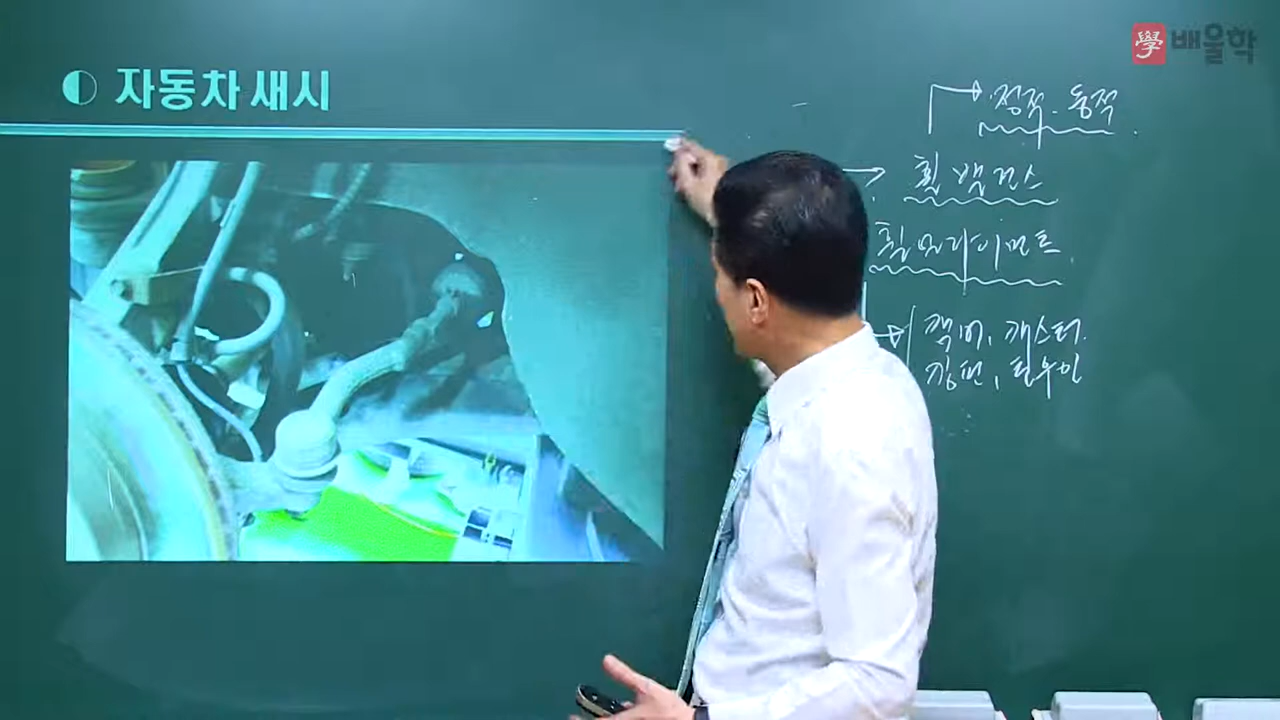 學 배울학
자동차 새시
정적. 동적
휠 밸런스
휠 얼라이먼트
캠버, 캐스터
킹핀, 토우인